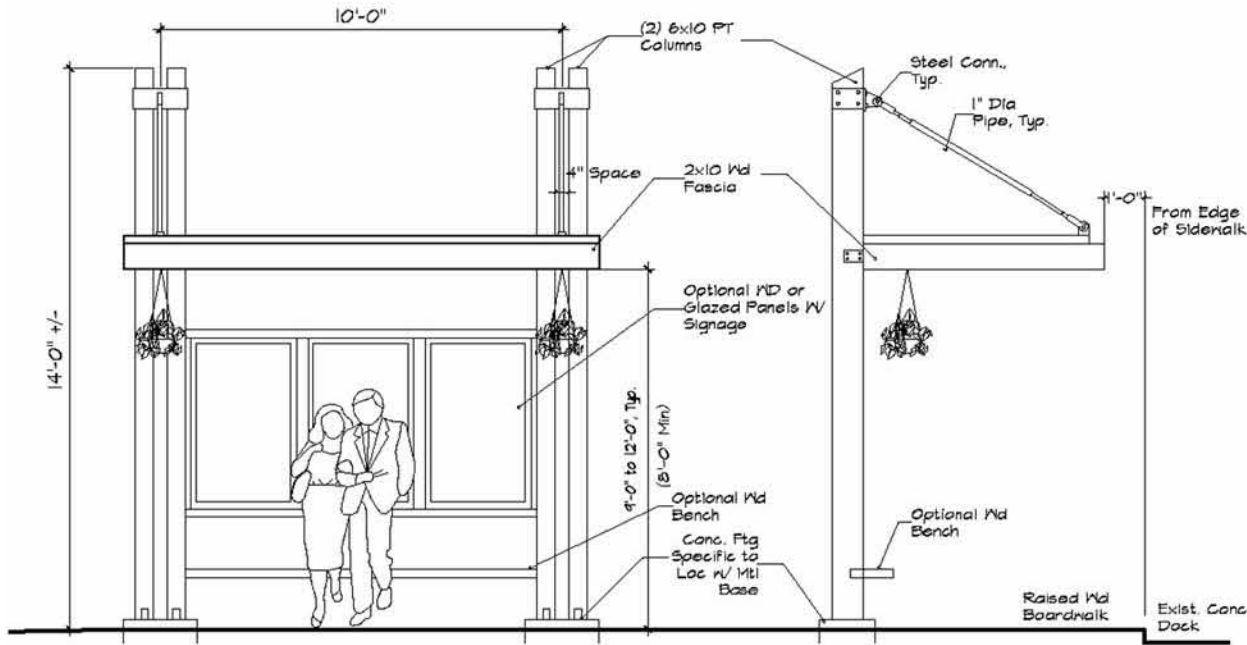 10'-0"
(2) 6x10 PT
Columns
Steel Conn.,
Typ.
1" Dia
Pipe, Typ.
4" Space
2x10 Wd
Fascia
1'-0"
From Edge
of Sidewalk
14'-0" +/-
Optional WD or
Glazed Panels W/
Signage
9'-0" to 12'-0", Typ.
(8'-0" Min)
Optional Wd
Bench
Optional Wd
Bench
Conc. Ftg
Specific to
Loc w/ Mtl
Base
Raised Wd
Boardwalk
Exist. Conc
Dock